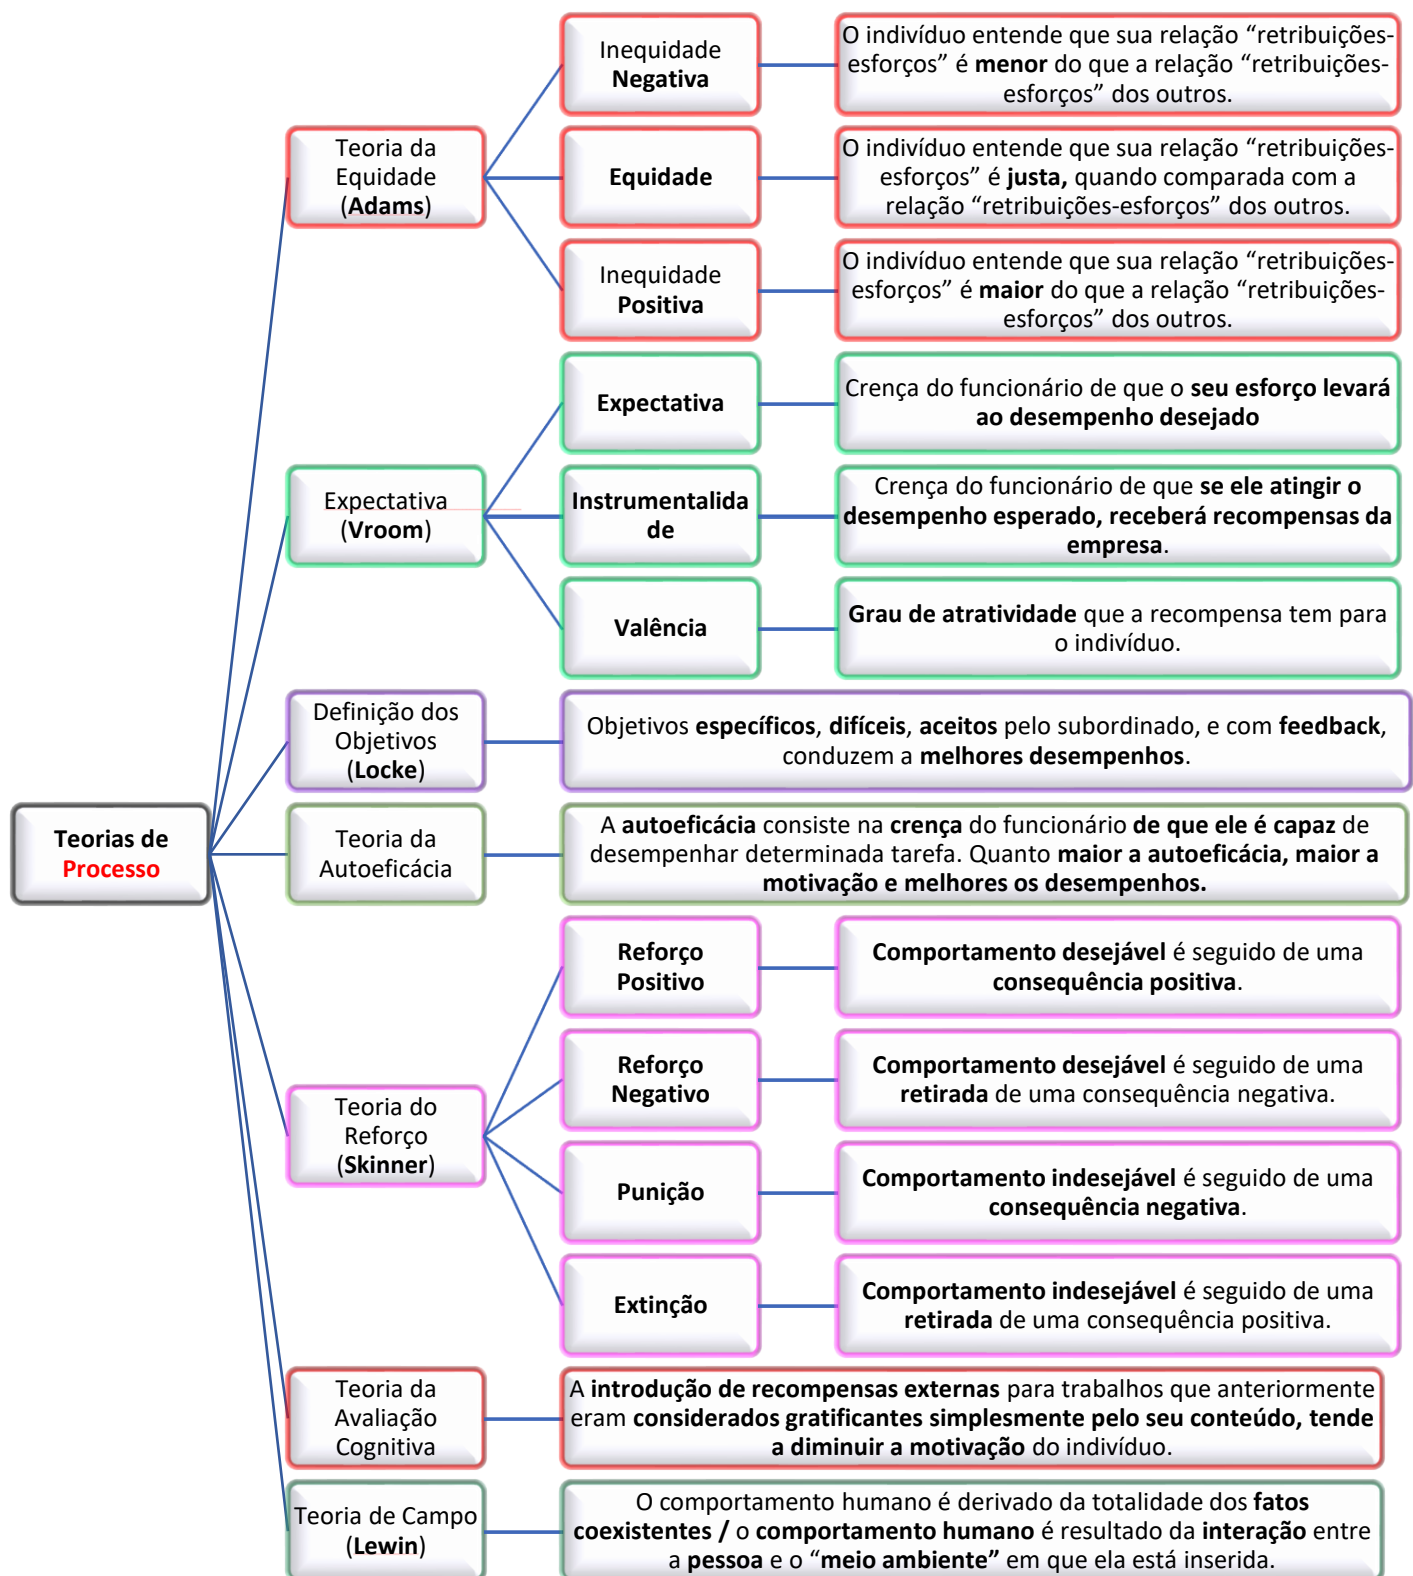 Teorias de
Processo
Teoria da
Equidade
(Adams)
Inequidade
Negativa
O indivíduo entende que sua relação “retribuições-
esforços” é menor do que a relação “retribuições-
esforços” dos outros.
Equidade
O indivíduo entende que sua relação “retribuições-
esforços” é justa, quando comparada com a
relação “retribuições-esforços” dos outros.
Inequidade
Positiva
O indivíduo entende que sua relação “retribuições-
esforços” é maior do que a relação “retribuições-
esforços” dos outros.
Expectativa
(Vroom)
Expectativa
Crença do funcionário de que o seu esforço levará
ao desempenho desejado
Instrumentalida
de
Crença do funcionário de que se ele atingir o
desempenho esperado, receberá recompensas da
empresa.
Valência
Grau de atratividade que a recompensa tem para
o indivíduo.
Definição dos
Objetivos
(Locke)
Objetivos específicos, difíceis, aceitos pelo subordinado, e com feedback,
conduzem a melhores desempenhos.
Teoria da
Autoeficácia
A autoeficácia consiste na crença do funcionário de que ele é capaz de
desempenhar determinada tarefa. Quanto maior a autoeficácia, maior a
motivação e melhores os desempenhos.
Teoria do
Reforço
(Skinner)
Reforço
Positivo
Comportamento desejável é seguido de uma
consequência positiva.
Reforço
Negativo
Comportamento desejável é seguido de uma
retirada de uma consequência negativa.
Punição
Comportamento indesejável é seguido de uma
consequência negativa.
Extinção
Comportamento indesejável é seguido de uma
retirada de uma consequência positiva.
Teoria da
Avaliação
Cognitiva
A introdução de recompensas externas para trabalhos que anteriormente
eram considerados gratificantes simplesmente pelo seu conteúdo, tende
a diminuir a motivação do indivíduo.
Teoria de Campo
(Lewin)
O comportamento humano é derivado da totalidade dos fatos
coexistentes / o comportamento humano é resultado da interação entre
a pessoa e o “meio ambiente” em que ela está inserida.